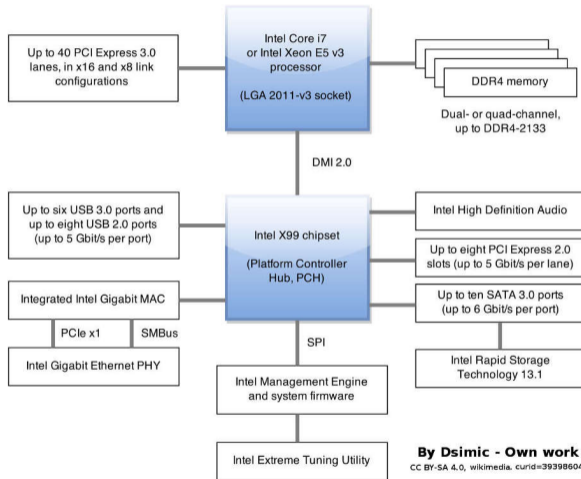 Up to 40 PCI Express 3.0
lanes, in x16 and x8 link
configurations
Intel Core i7
or Intel Xeon E5 v3
processor
(LGA 2011-v3 socket)
DDR4 memory
Dual- or quad-channel,
up to DDR4-2133
DMI 2.0
Up to six USB 3.0 ports and
up to eight USB 2.0 ports
(up to 5 Gbit/s per port)
Intel X99 chipset
(Platform Controller
Hub, PCH)
Intel High Definition Audio
Up to eight PCI Express 2.0
slots (up to 5 Gbit/s per lane)
Integrated Intel Gigabit MAC
Up to ten SATA 3.0 ports
(up to 6 Gbit/s per port)
PCIe x1
SMBus
SPI
Intel Gigabit Ethernet PHY
Intel Rapid Storage
Technology 13.1
Intel Management Engine
and system firmware
Intel Extreme Tuning Utility
By Dsimic - Own work
CC BY-SA 4.0, wikimedia. curid=39398604